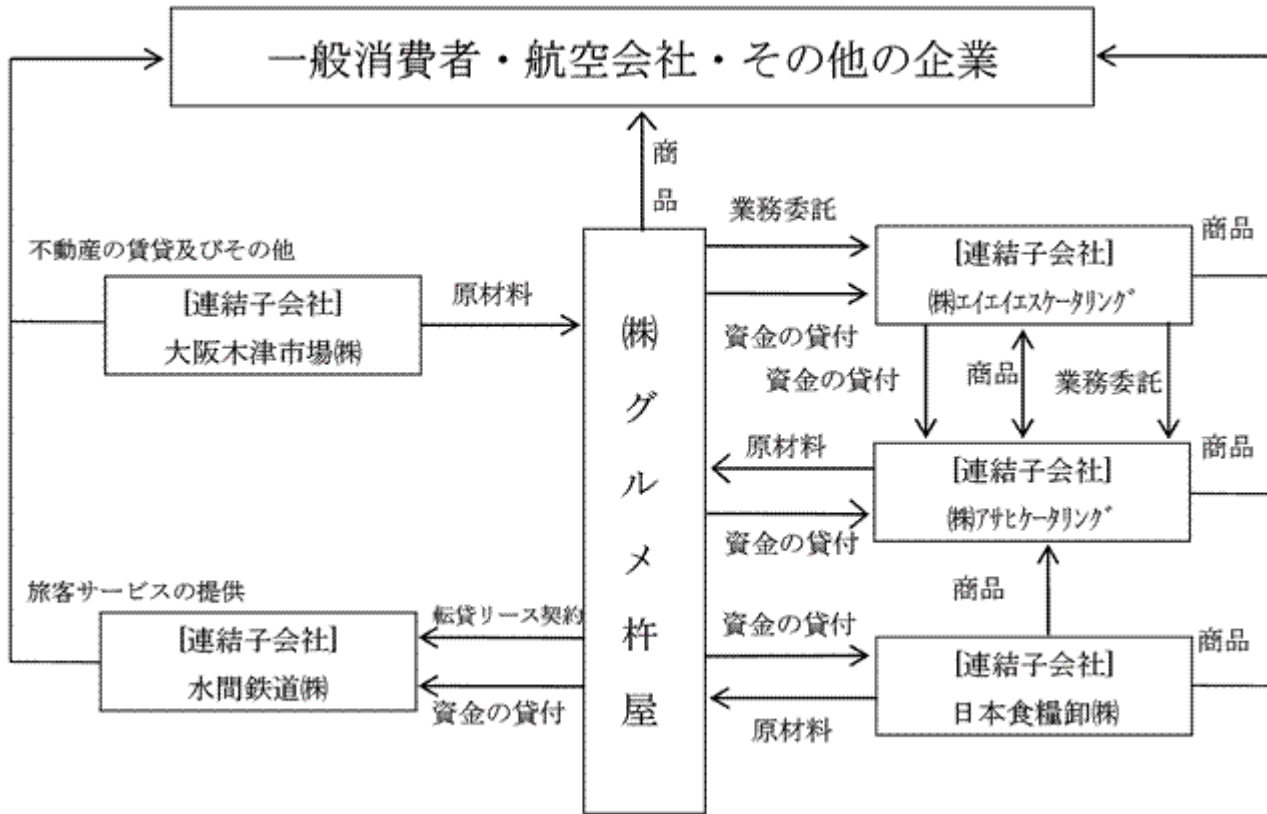 一般消費者・航空会社・その他の企業
商品
業務委託
商品
不動産の賃貸及びその他
[連結子会社]
大阪木津市場㈱
原材料
㈱グルメ杵屋
[連結子会社]
㈱エイエイエスケータリング
資金の貸付
資金の貸付
商品
業務委託
原材料
商品
[連結子会社]
㈱アサヒケータリング
資金の貸付
商品
旅客サービスの提供
[連結子会社]
水間鉄道㈱
転貸リース契約
資金の貸付
資金の貸付
商品
[連結子会社]
日本食糧卸㈱
原材料